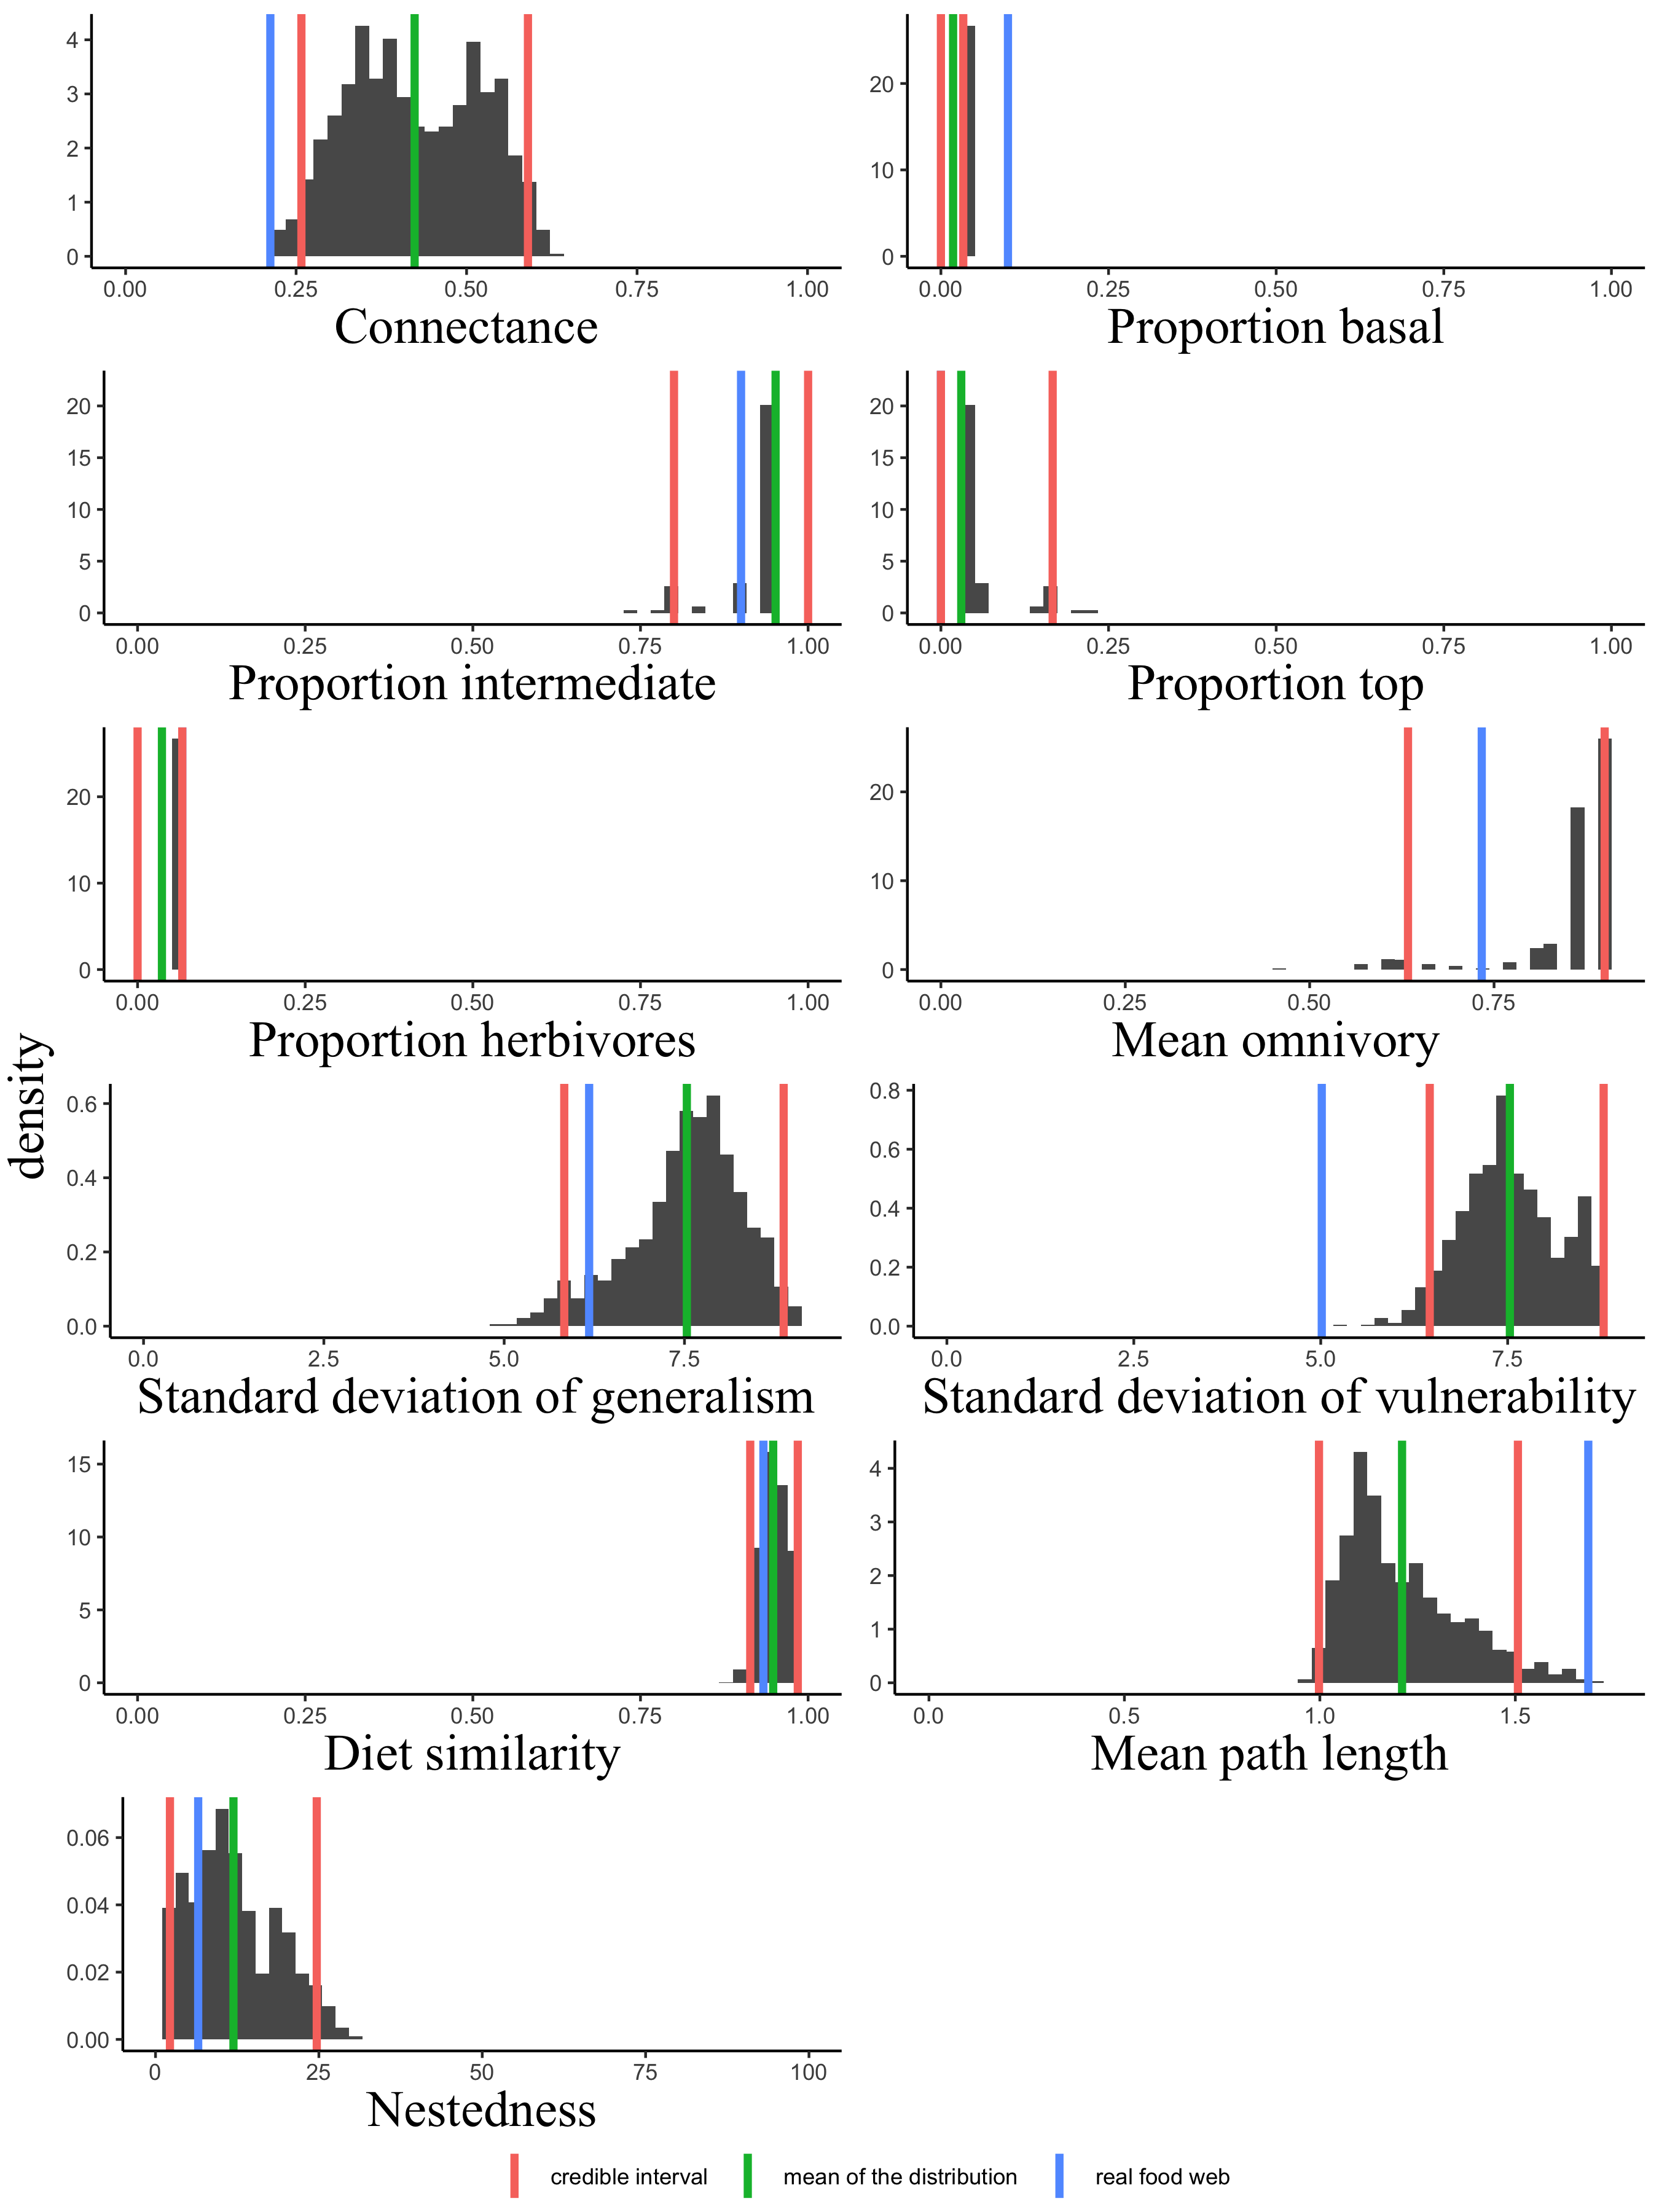 4
3
2
1
0
0.00 0.25 0.50 0.75 1.00
Connectance
20
10
0
0.00 0.25 0.50 0.75 1.00
Proportion basal
20
15
10
5
0
0.00 0.25 0.50 0.75 1.00
Proportion intermediate
20
15
10
5
0
0.00 0.25 0.50 0.75 1.00
Proportion top
20
10
0
0.00 0.25 0.50 0.75 1.00
Proportion herbivores
20
10
0
0.00 0.25 0.50 0.75
Mean omnivory
density
0.6
0.4
0.2
0.0
0.0 2.5 5.0 7.5
Standard deviation of generalism
0.8
0.6
0.4
0.2
0.0
0.0 2.5 5.0 7.5
Standard deviation of vulnerability
15
10
5
0
0.00 0.25 0.50 0.75 1.00
Diet similarity
4
3
2
1
0
0.0 0.5 1.0 1.5
Mean path length
0.06
0.04
0.02
0.00
0 25 50 75 100
Nestedness
credible interval mean of the distribution real food web